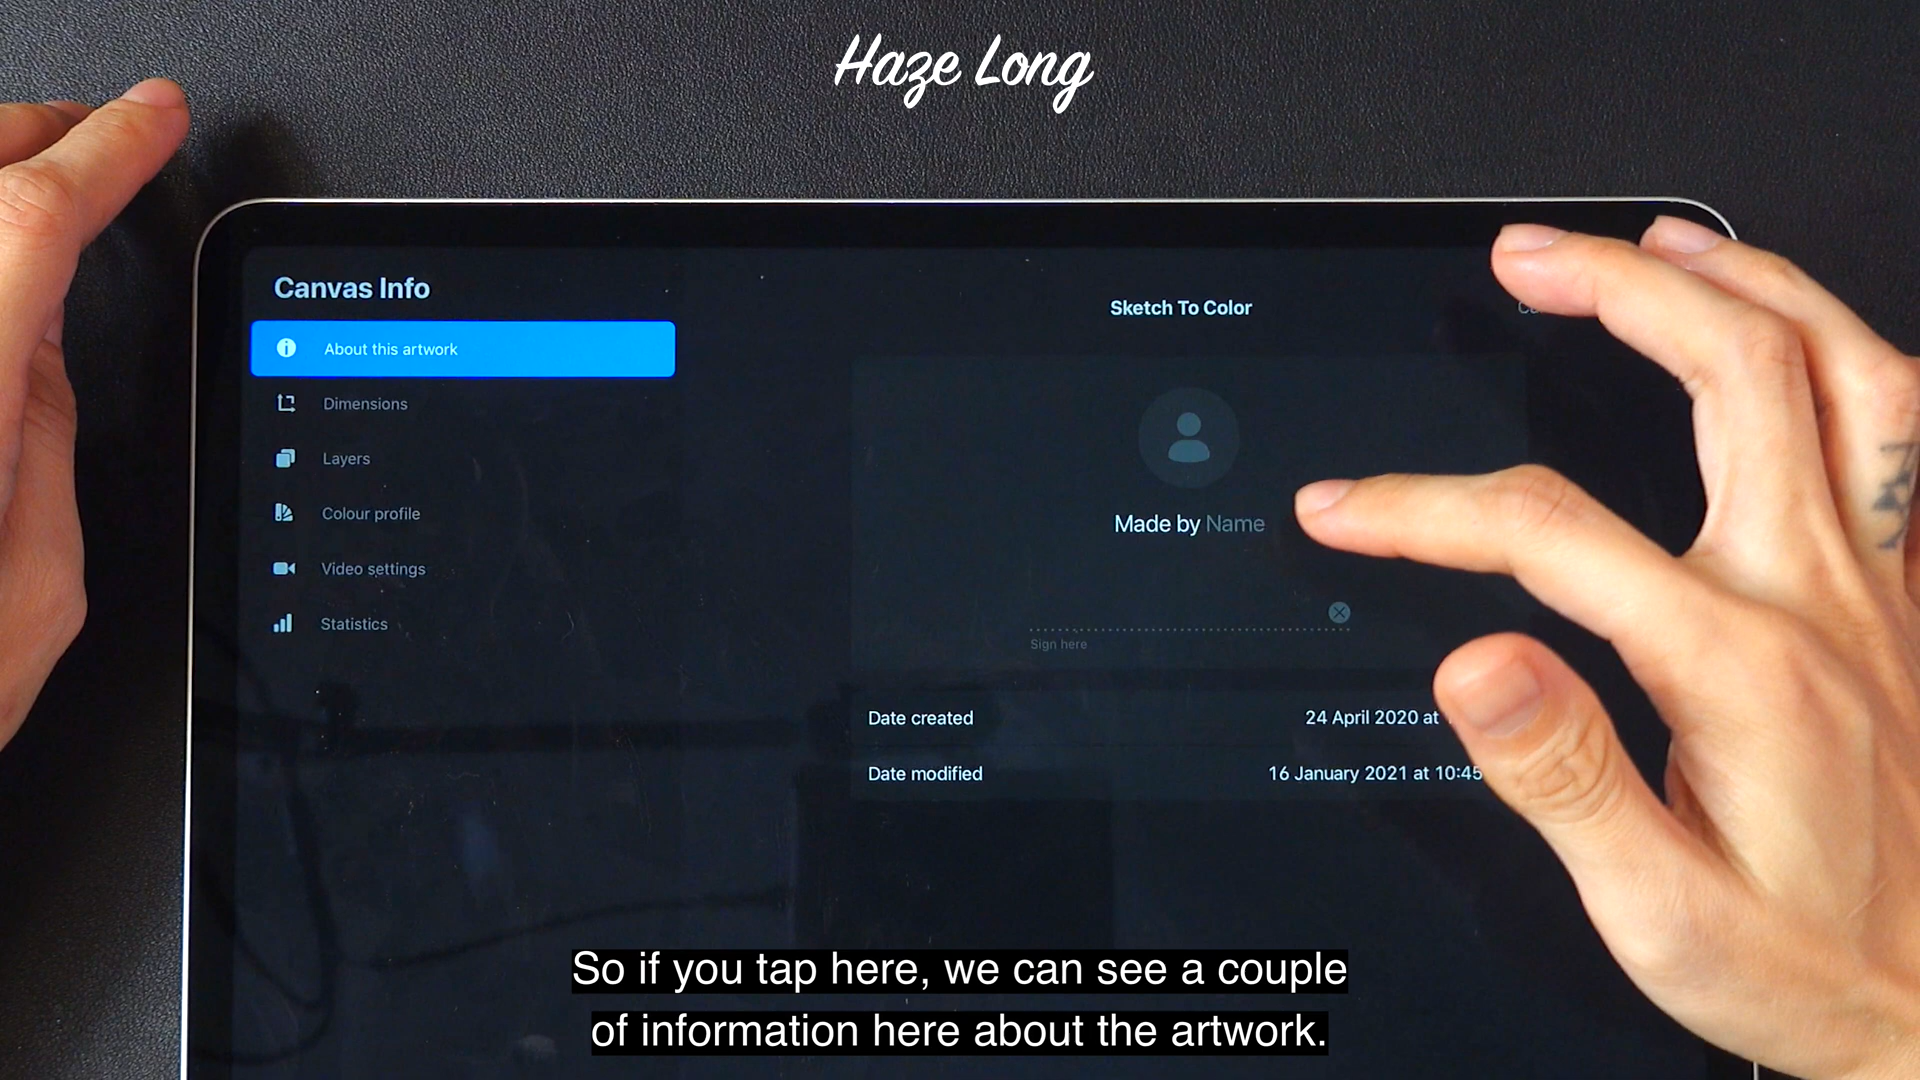 Haze Long
Canvas Info
About this artwork
Dimensions
Layers
Colour profile
Video settings
Statistics
Sketch To Color
Made by Name
Sign here
Date created 24 April 2020 at
Date modified 16 January 2021 at 10:45
So if you tap here, we can see a couple
of information here about the artwork.